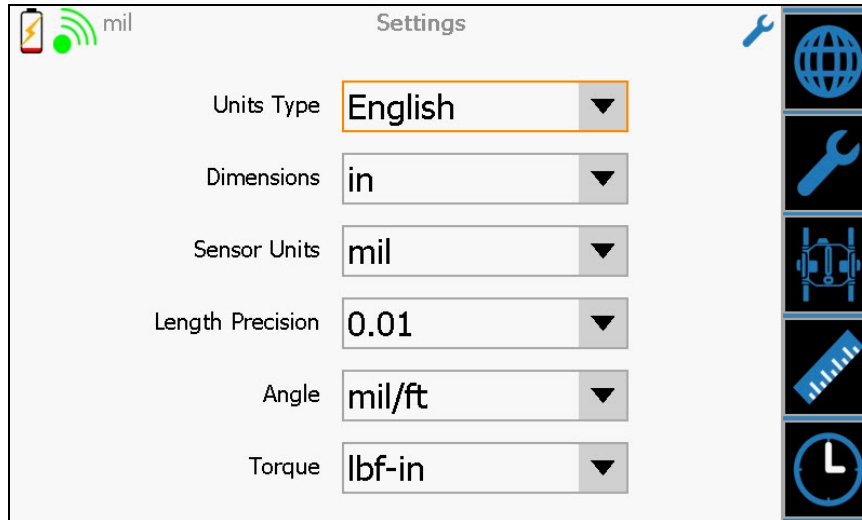 mil Settings
Units Type English
Dimensions in
Sensor Units mil
Length Precision 0.01
Angle mil/ft
Torque lbf-in